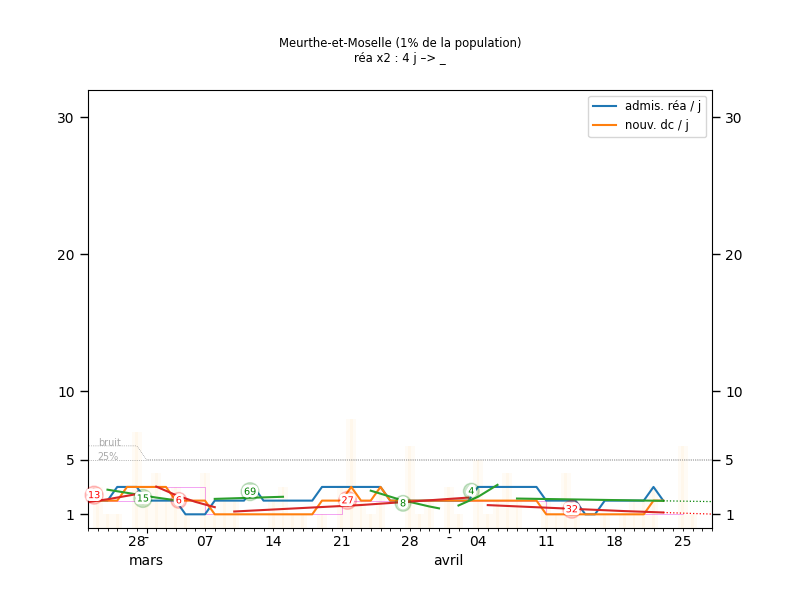 Meurthe-et-Moselle (1% de la population)
réa x2 : 4 j –> _
admis. réa / j
nouv. dc / j
30 30
20 20
10 10
bruit
25%
5 5
13 15 6 69 27 8 4 32
1 1
28 07 14 21 28 04 11 18 25
mars avril